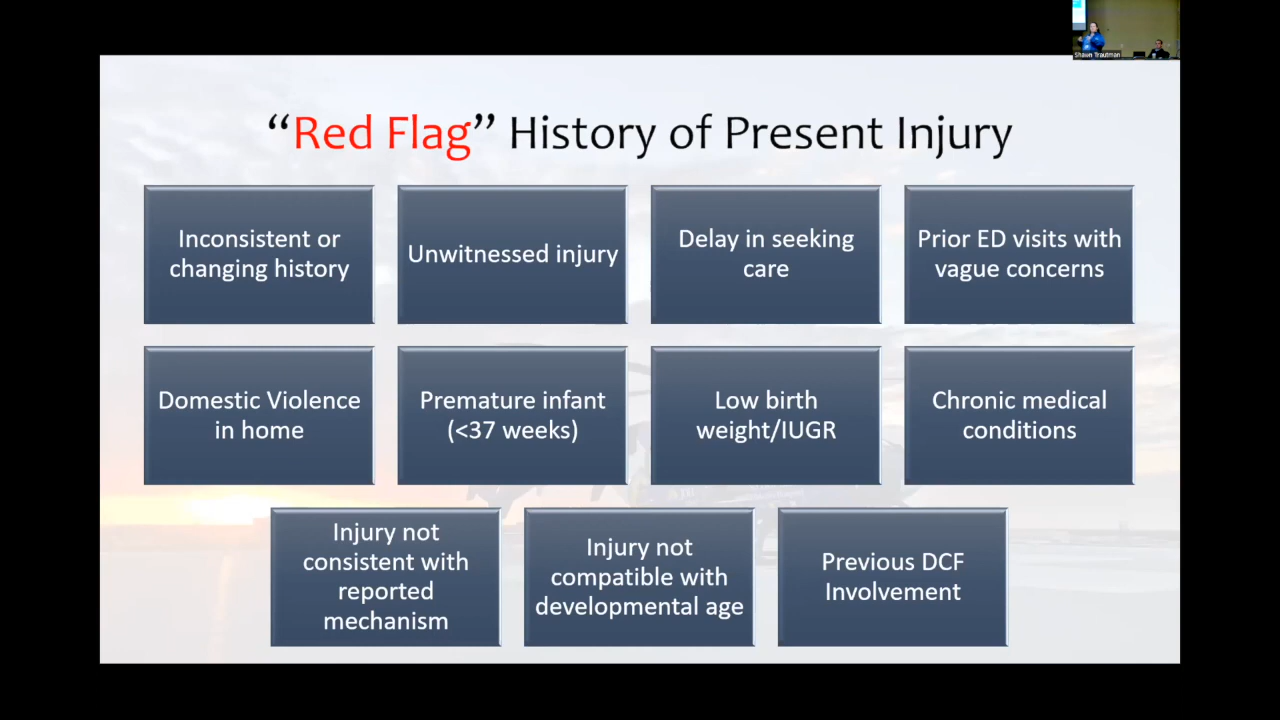 Shawn Trautman
“Red Flag” History of Present Injury
Inconsistent or
changing history
Unwitnessed injury
Delay in seeking
care
Prior ED visits with
vague concerns
Domestic Violence
in home
Premature infant
(<37 weeks)
Low birth
weight/IUGR
Chronic medical
conditions
Injury not
consistent with
reported
mechanism
Injury not
compatible with
developmental age
Previous DCF
Involvement